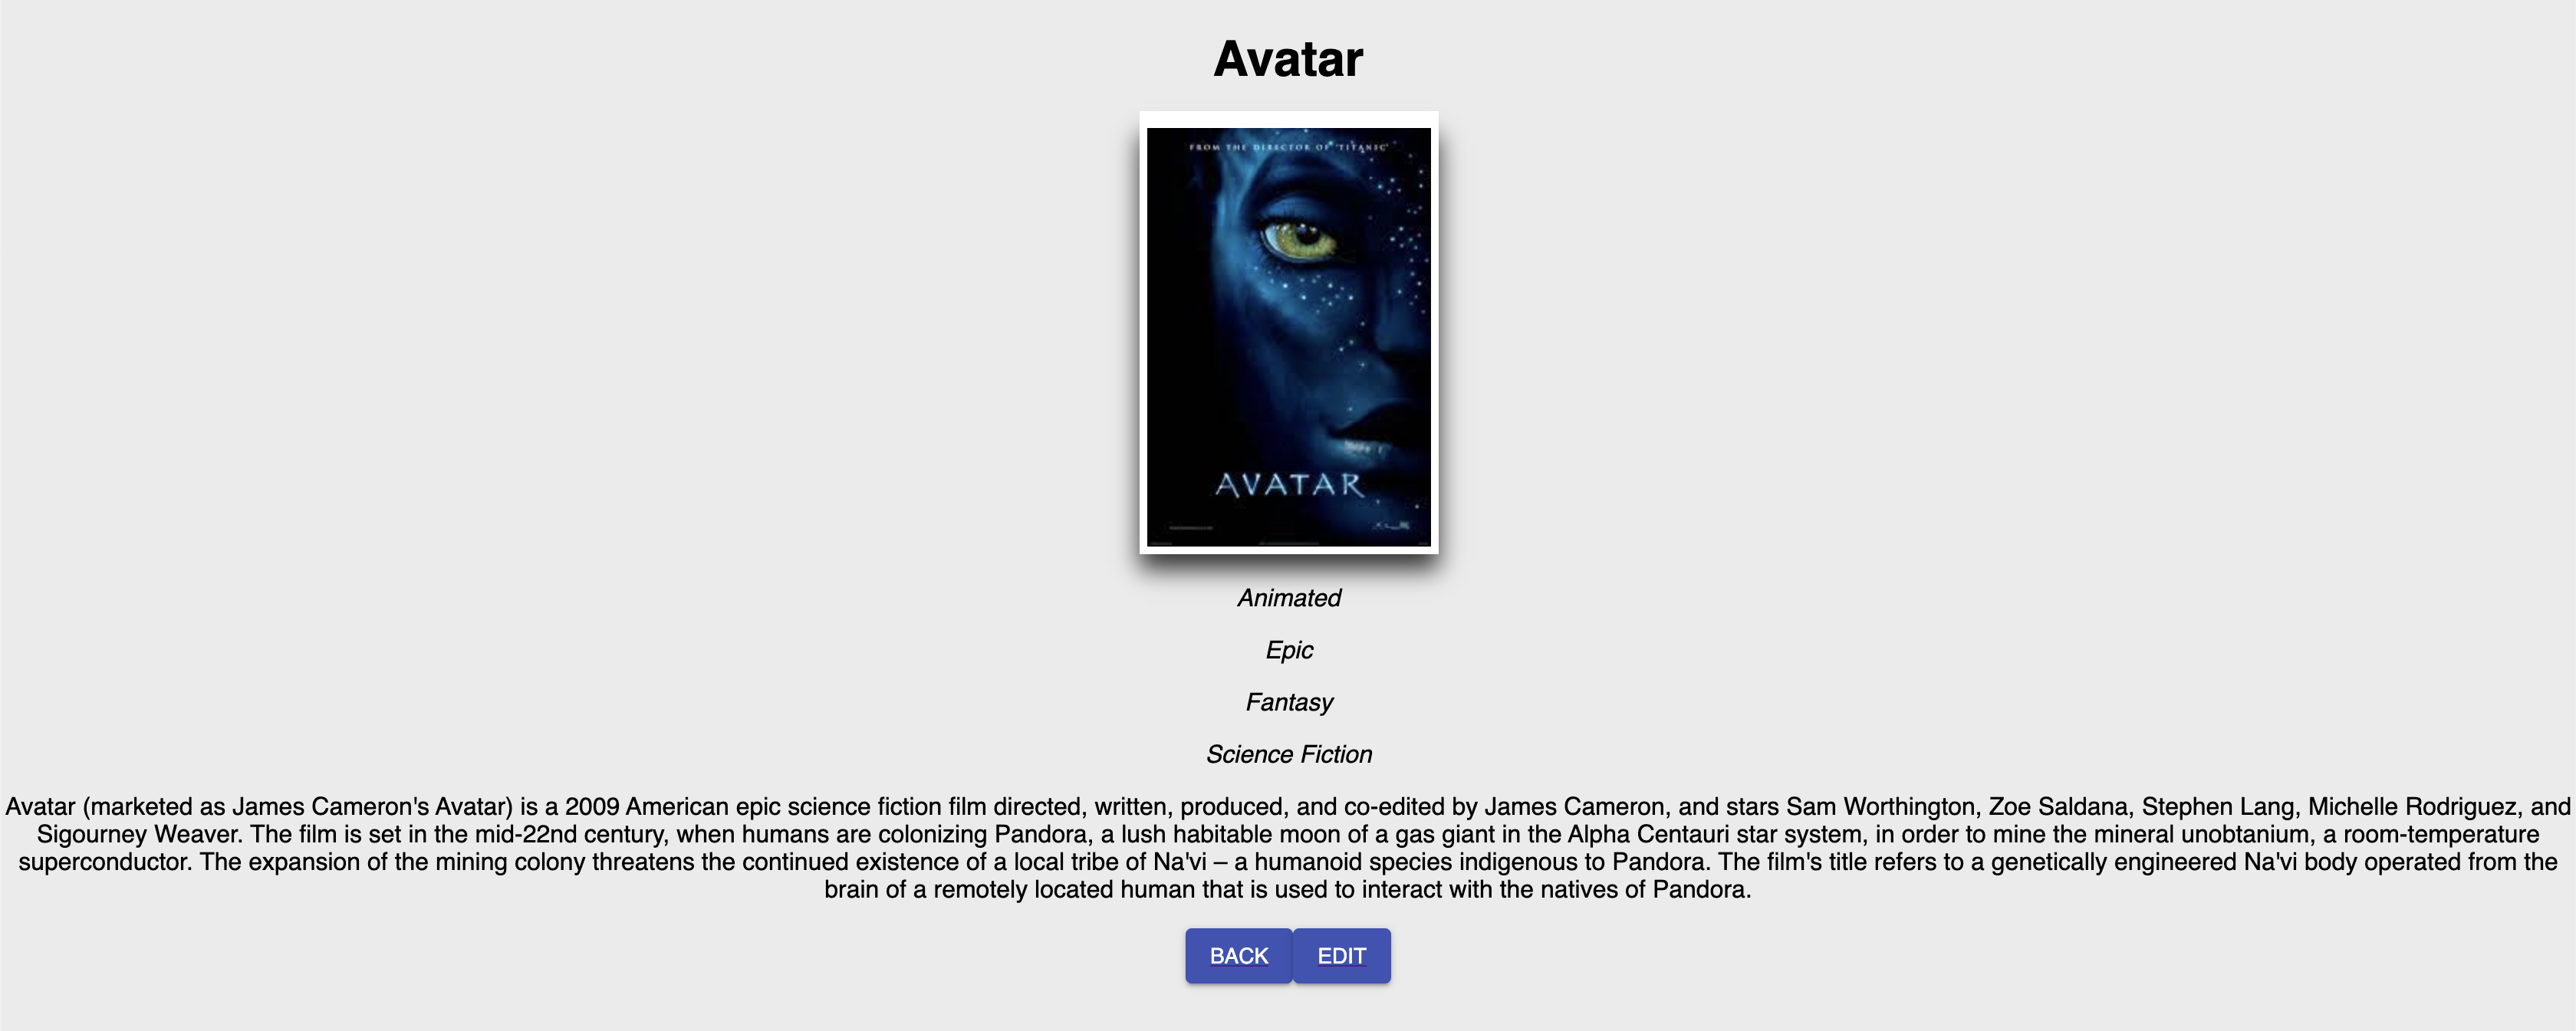 Avatar
FROM THE DIRECTOR OF 'TITANIC'
AVATAR
Animated
Epic
Fantasy
Science Fiction
Avatar (marketed as James Cameron's Avatar) is a 2009 American epic science fiction film directed, written, produced, and co-edited by James Cameron, and stars Sam Worthington, Zoe Saldana, Stephen Lang, Michelle Rodriguez, and
Sigourney Weaver. The film is set in the mid-22nd century, when humans are colonizing Pandora, a lush habitable moon of a gas giant in the Alpha Centauri star system, in order to mine the mineral unobtanium, a room-temperature
superconductor. The expansion of the mining colony threatens the continued existence of a local tribe of Na'vi – a humanoid species indigenous to Pandora. The film's title refers to a genetically engineered Na'vi body operated from the
brain of a remotely located human that is used to interact with the natives of Pandora.
BACK EDIT